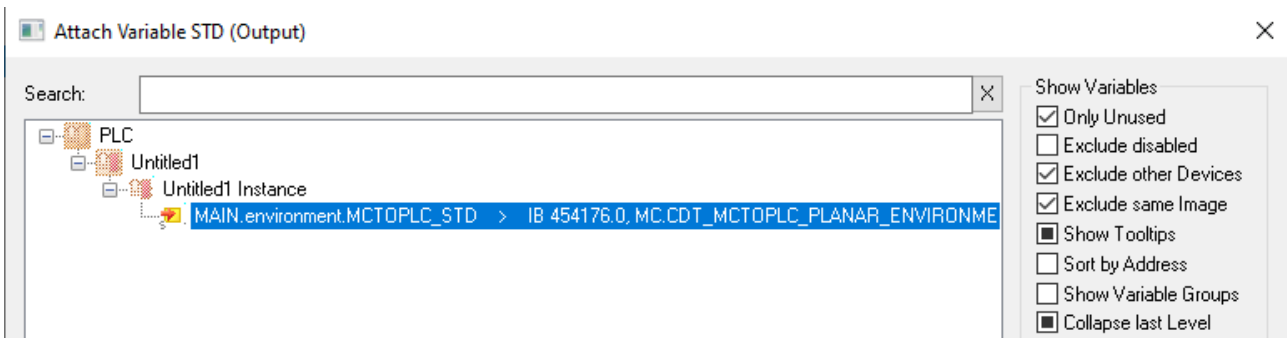 Attach Variable STD (Output)
Search:
X
PLC
Untitled1
Untitled1 Instance
MAIN.environment.MCTOPLC_STD > IB 454176.0, MC.CDT_MCTOPLC_PLANAR_ENVIRONME
Show Variables
Only Unused
Exclude disabled
Exclude other Devices
Exclude same Image
Show Tooltips
Sort by Address
Show Variable Groups
Collapse last Level